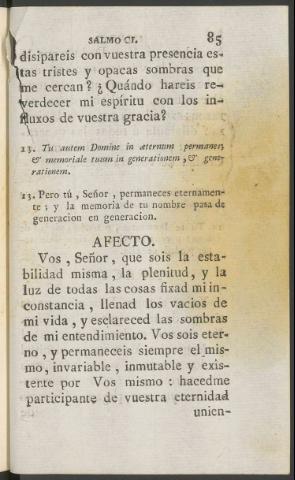 SALMO CI. 85
disipareis con vuestra presencia es-
tas tristes y opacas sombras que
me cercan? ¿Quándo hareis re-
verdecer mi espíritu con los in-
fluxos de vuestra gracia?
13. Tu autem Domine in æternum permanes,
& memoriale tuum in generationem, & gene-
rationem.
13. Pero tú, Señor, permaneces eternamen-
te: y la memoria de tu nombre pasa de
generacion en generacion.
AFECTO.
Vos, Señor, que sois la esta-
bilidad misma, la plenitud, y la
luz de todas las cosas fixad mi in-
constancia, llenad los vacios de
mi vida, y esclareced las sombras
de mi entendimiento. Vos sois eter-
no, y permaneceis siempre el mis-
mo, invariable, inmutable y exis-
tente por Vos mismo: hacedme
participante de vuestra eternidad
unien-